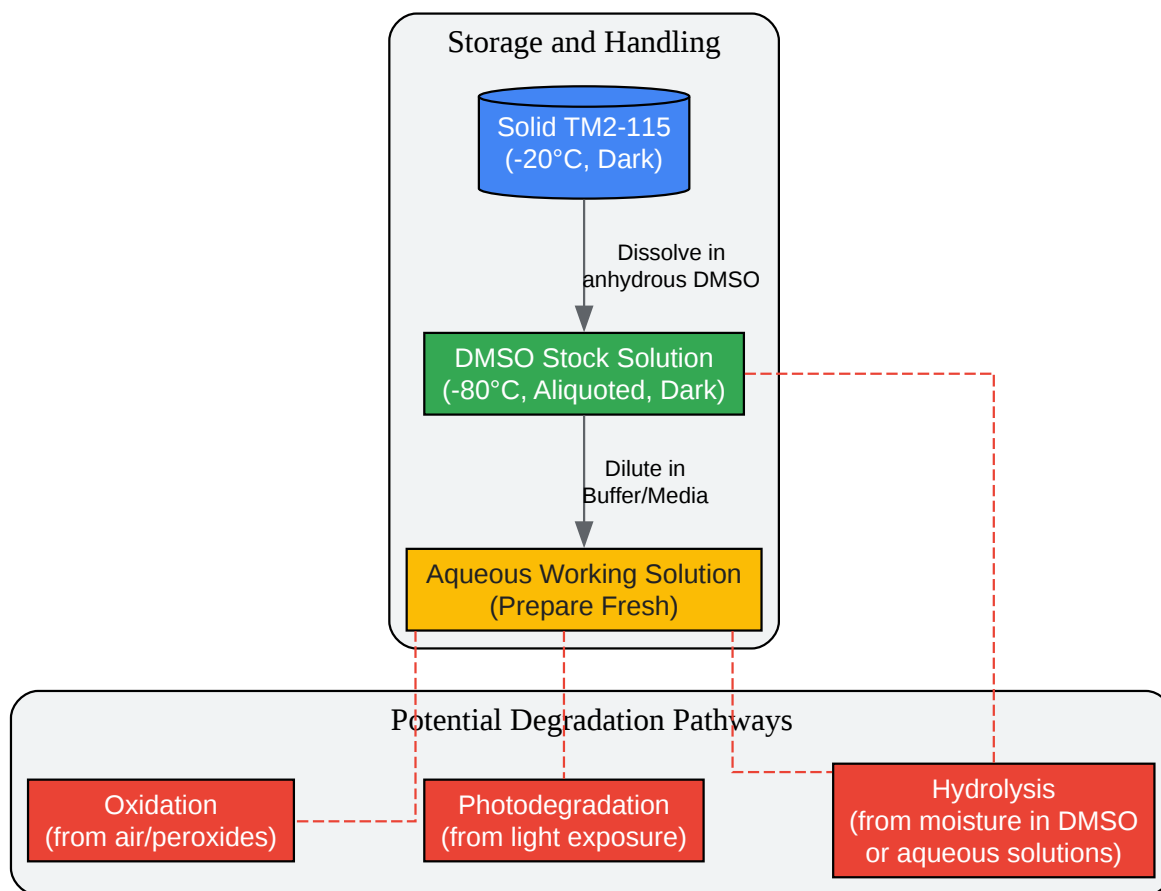 Storage and Handling
Solid TM2-115
(-20°C, Dark)
Dissolve in
anhydrous DMSO
DMSO Stock Solution
(-80°C, Aliquoted, Dark)
Dilute in
Buffer/Media
Aqueous Working Solution
(Prepare Fresh)
Potential Degradation Pathways
Oxidation
(from air/peroxides)
Photodegradation
(from light exposure)
Hydrolysis
(from moisture in DMSO
or aqueous solutions)